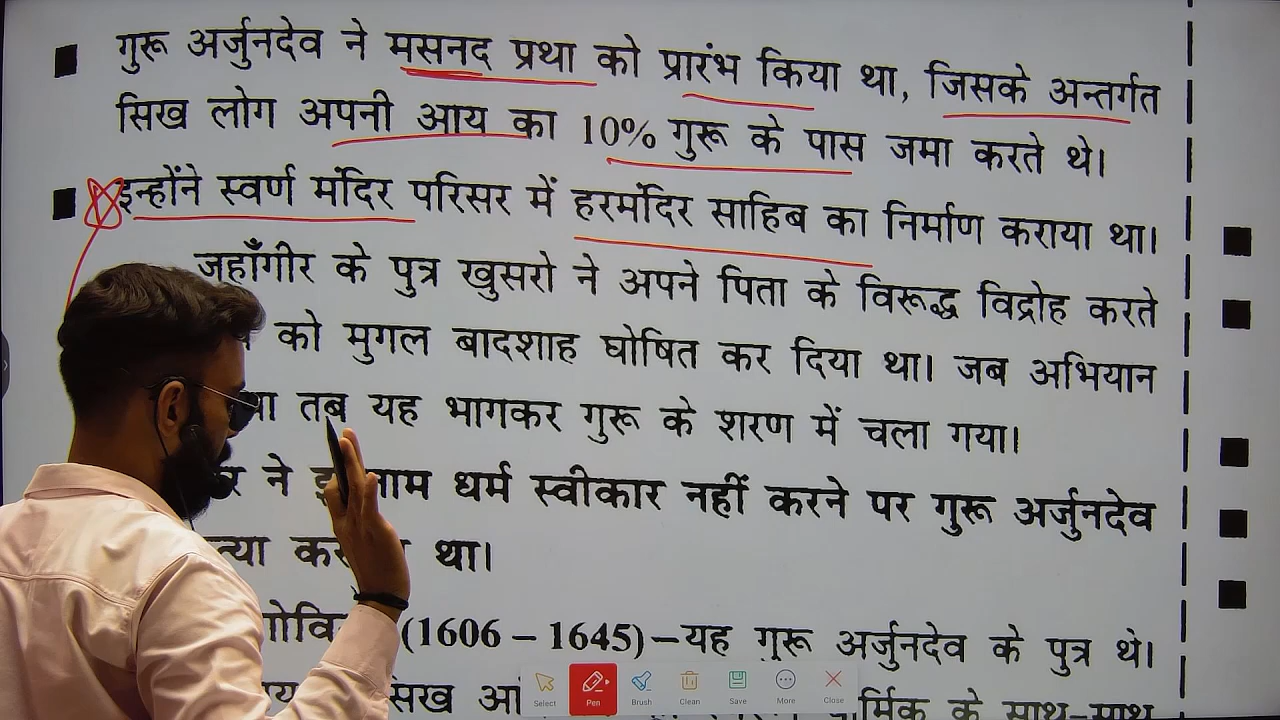 गुरू अर्जुनदेव ने मसनद प्रथा को प्रारंभ किया था, जिसके अन्तर्गत
सिख लोग अपनी आय का 10% गुरू के पास जमा करते थे।
इन्होंने स्वर्ण मंदिर परिसर में हरमंदिर साहिब का निर्माण कराया था।
जहाँगीर के पुत्र खुसरो ने अपने पिता के विरूद्ध विद्रोह करते
को मुगल बादशाह घोषित कर दिया था। जब अभियान
तब यह भागकर गुरू के शरण में चला गया।
ने धर्म स्वीकार नहीं करने पर गुरू अर्जुनदेव
था।
(1606 – 1645)–यह गुरू अर्जुनदेव के पुत्र थे।
सिख के साथ-साथ
Select Pen Brush Clean Save More Close